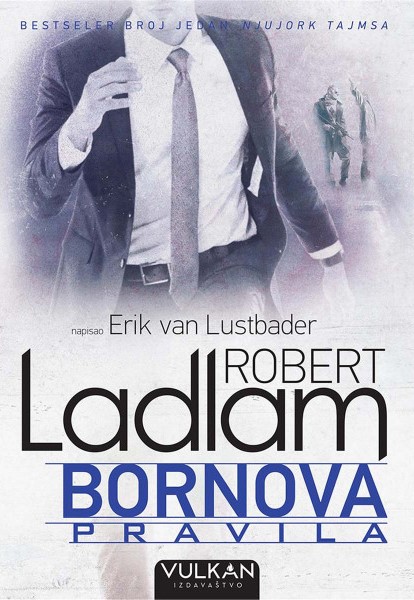 BESTSELER BROJ JEDAN NJUJORK TAJMSA
napisao Erik van Lustbader
ROBERT
Ladlam
BORNOVA
PRAVILA
VULKAN
IZDAVAŠTVO